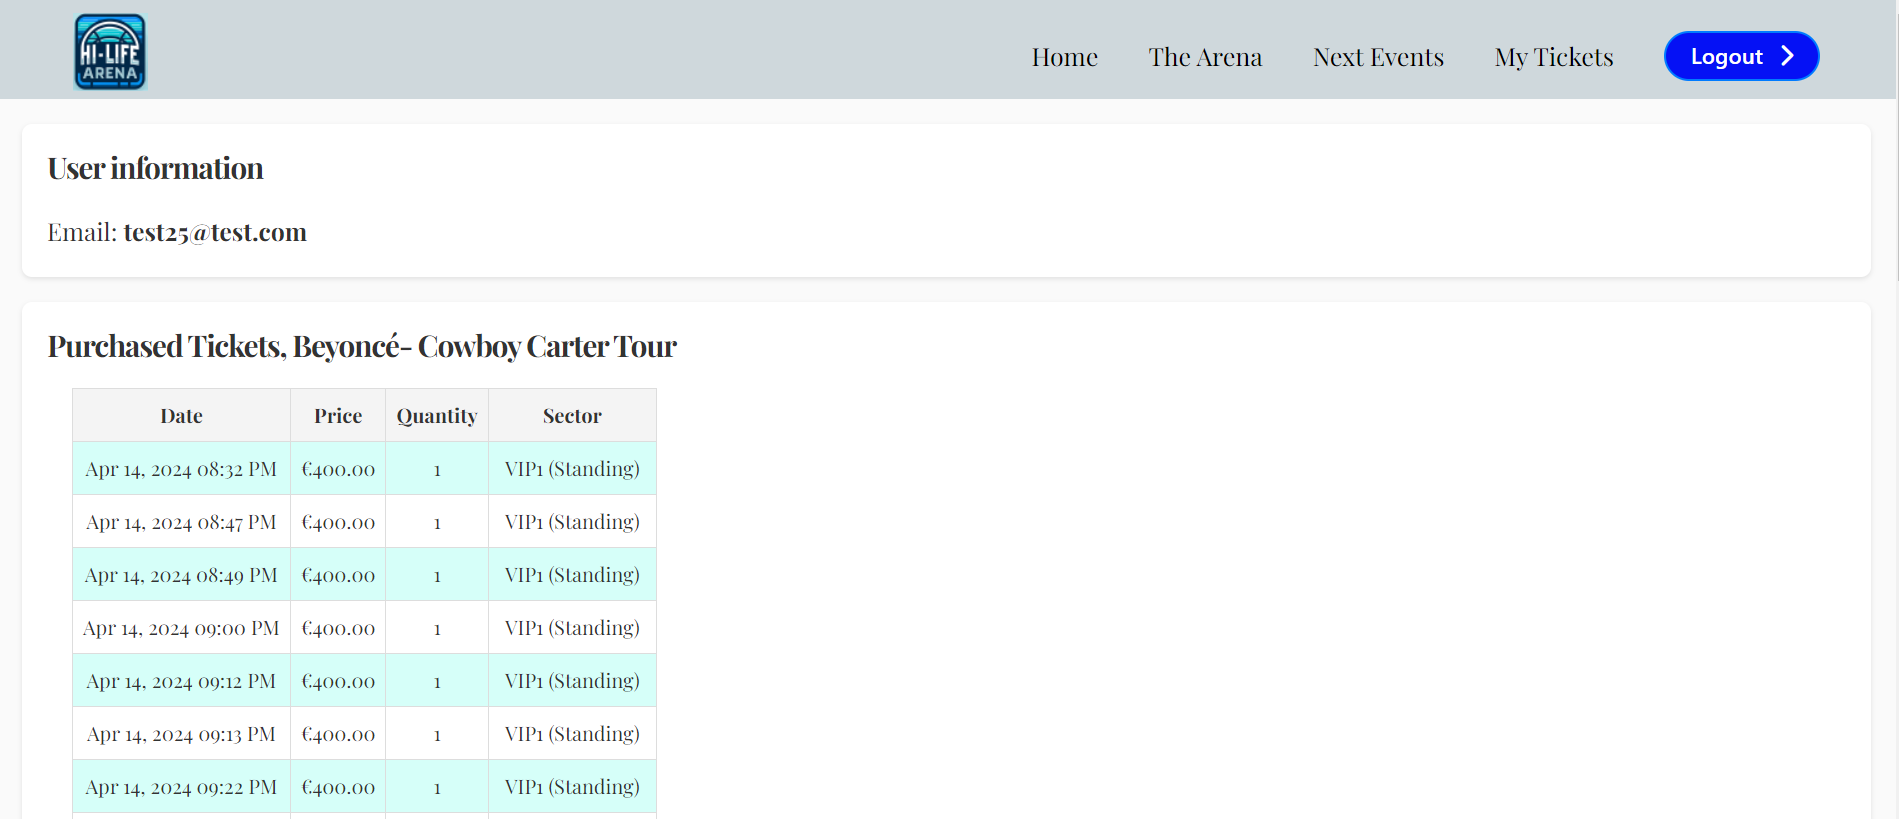 HI-LIFE
ARENA
Home The Arena Next Events My Tickets Logout
User information
Email: test25@test.com
Purchased Tickets, Beyoncé- Cowboy Carter Tour
Date Price Quantity Sector
Apr 14, 2024 08:32 PM €400.00 1 VIP1 (Standing)
Apr 14, 2024 08:47 PM €400.00 1 VIP1 (Standing)
Apr 14, 2024 08:49 PM €400.00 1 VIP1 (Standing)
Apr 14, 2024 09:00 PM €400.00 1 VIP1 (Standing)
Apr 14, 2024 09:12 PM €400.00 1 VIP1 (Standing)
Apr 14, 2024 09:13 PM €400.00 1 VIP1 (Standing)
Apr 14, 2024 09:22 PM €400.00 1 VIP1 (Standing)